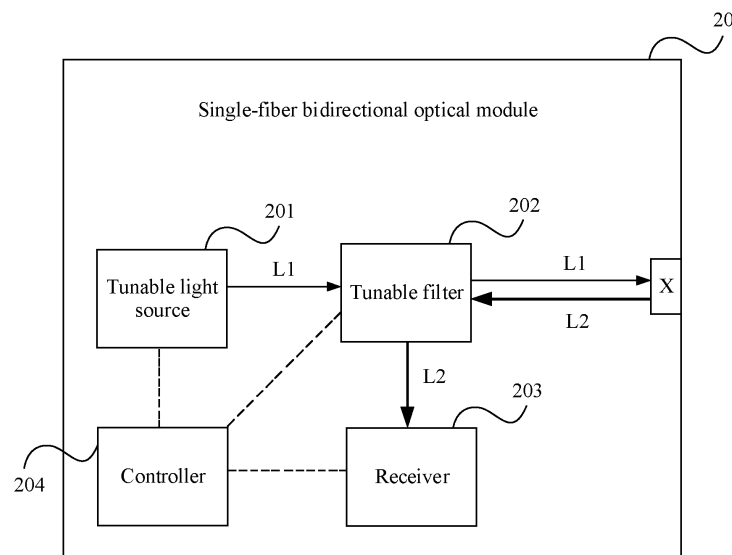 20
Single-fiber bidirectional optical module
201
202
Tunable light
source
L1
Tunable filter
L1
X
L2
L2
203
204
Controller
Receiver